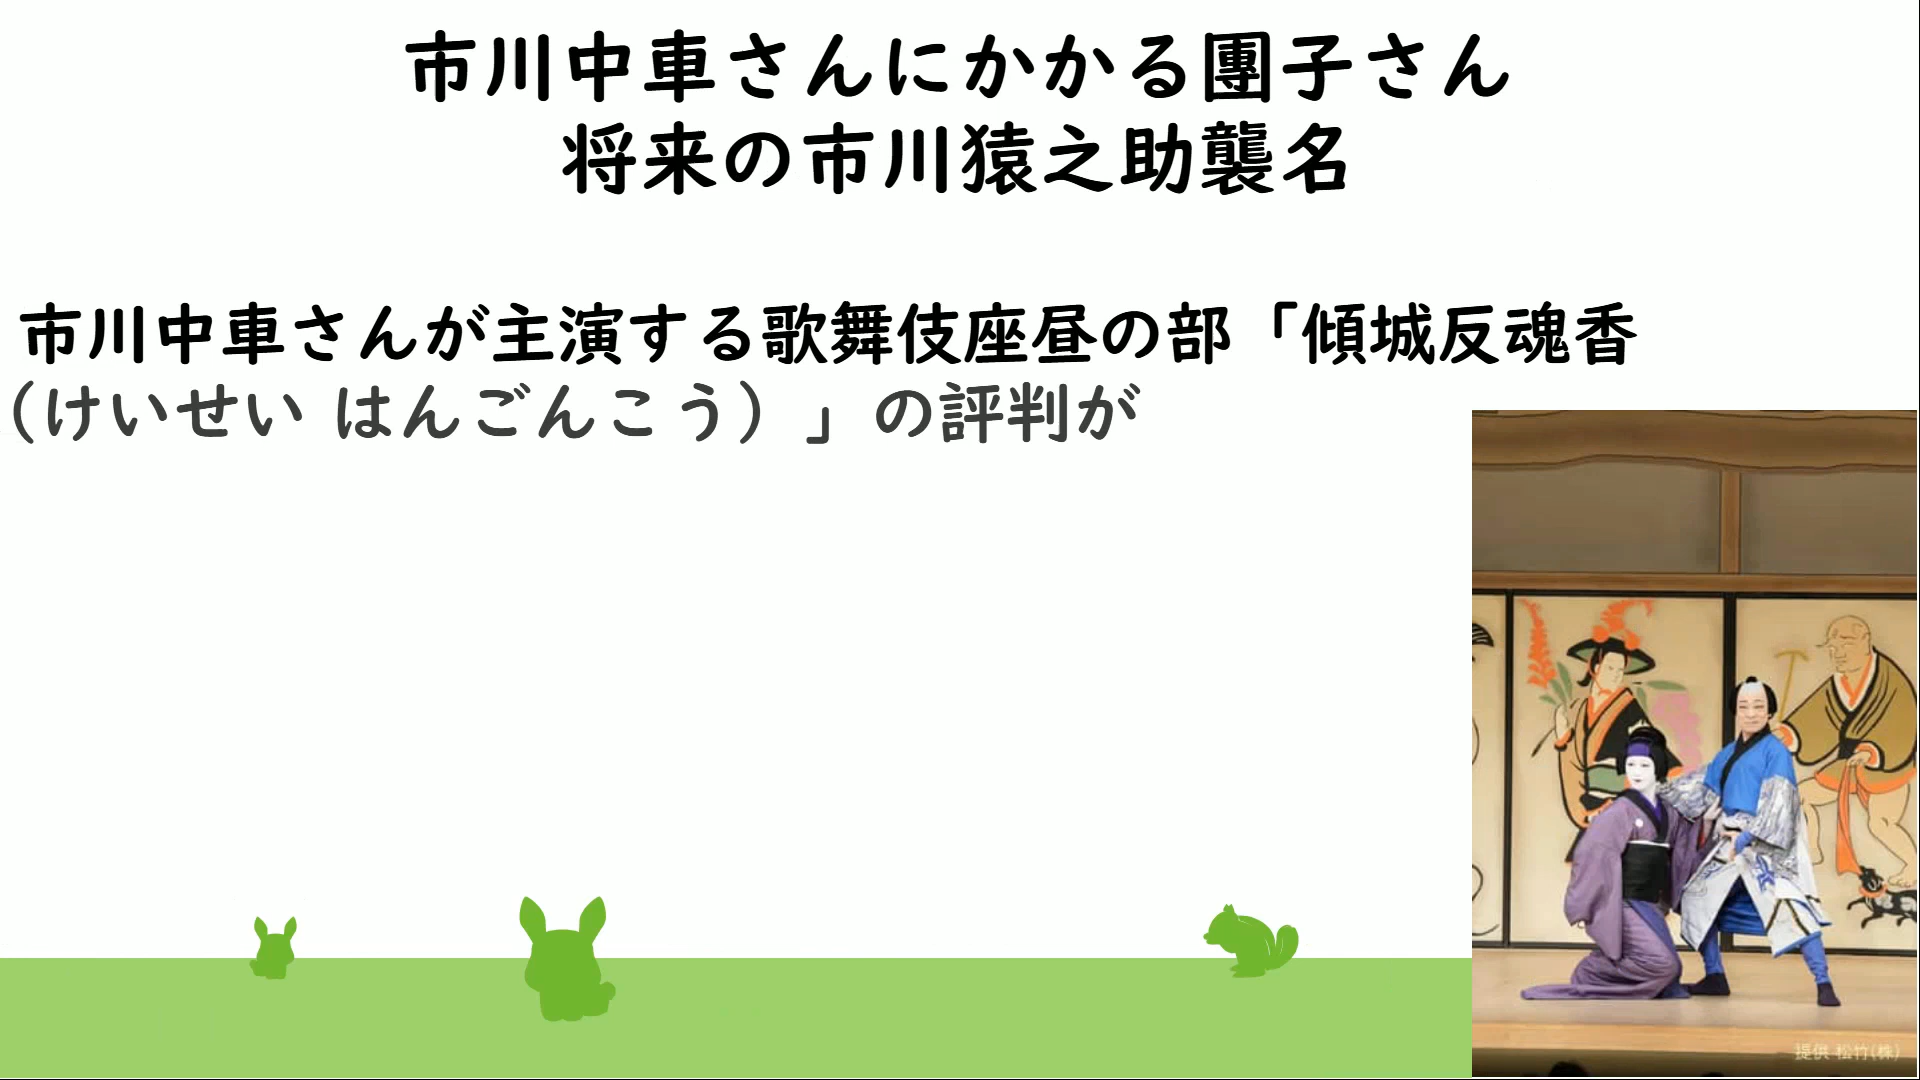 市川中車さんにかかる團子さん
将来の市川猿之助襲名
市川中車さんが主演する歌舞伎座昼の部「傾城反魂香
（けいせい はんごんこう）」の評判が
提供 松竹(株)